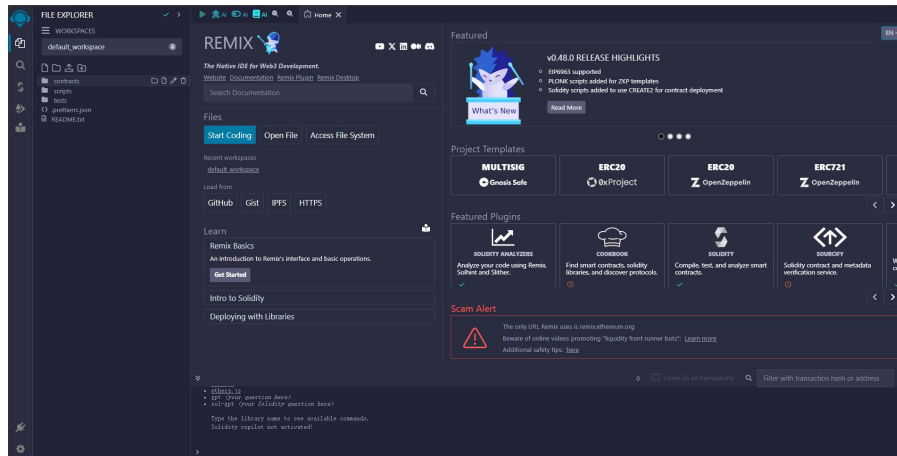 FILE EXPLORER
WORKSPACES
default_workspace
contracts
scripts
tests
.prettierrc.json
README.txt
AI
AI
AI
Home
REMIX
The Native IDE for Web3 Development.
Website Documentation Remix Plugin Remix Desktop
Search Documentation
Files
Start Coding Open File Access File System
Recent workspaces
default_workspace
Load from
GitHub Gist IPFS HTTPS
Learn
Remix Basics
An introduction to Remix's interface and basic operations.
Get Started
Intro to Solidity
Deploying with Libraries
Featured
EN
What's New
v0.48.0 RELEASE HIGHLIGHTS
EIP6963 supported
PLONK scripts added for ZKP templates
Solidity scripts added to use CREATE2 for contract deployment
Read More
Project Templates
MULTISIG
Gnosis Safe
ERC20
0xProject
ERC20
OpenZeppelin
ERC721
OpenZeppelin
Featured Plugins
SOLIDITY ANALYZERS
Analyze your code using Remix, Solhint and Slither.
COOKBOOK
Find smart contracts, solidity libraries, and discover protocols.
SOLIDITY
Compile, test, and analyze smart contracts.
SOURCIFY
Solidity contract and metadata verification service.
Scam Alert
The only URL Remix uses is remix.ethereum.org
Beware of online videos promoting "liquidity front runner bots": Learn more
Additional safety tips: here
0 Listen on all transactions Filter with transaction hash or address
ethers.js
gpt <your question here>
sol-gpt <your Solidity question here>
Type the library name to see available commands.
Solidity copilot not activated!
>